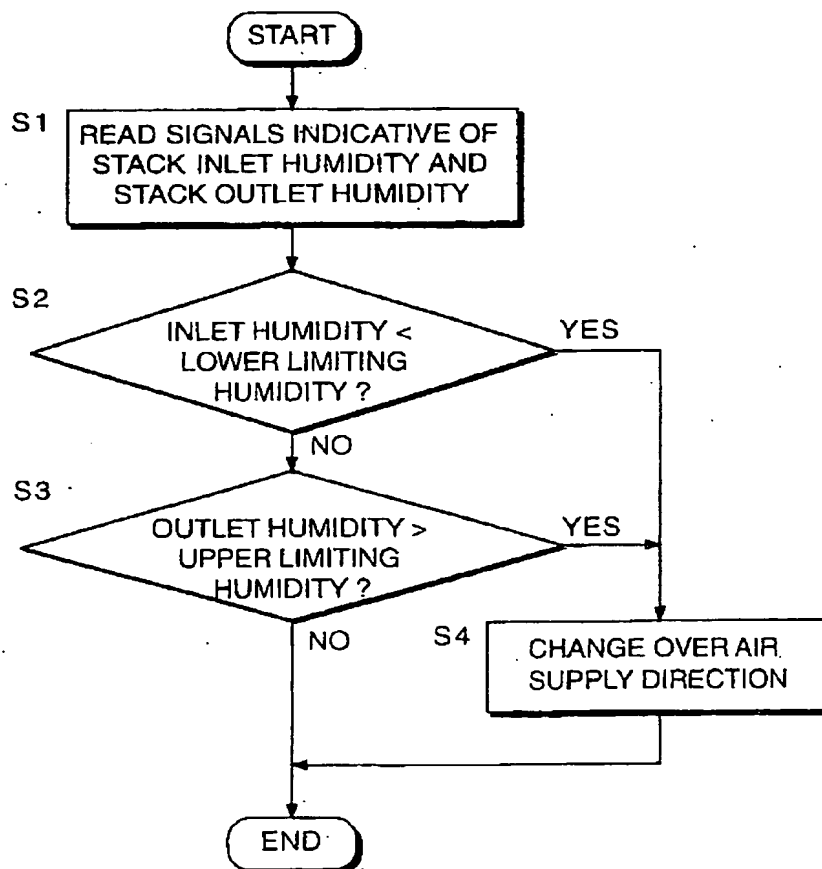 START
S1
READ SIGNALS INDICATIVE OF
STACK INLET HUMIDITY AND
STACK OUTLET HUMIDITY
S2
INLET HUMIDITY <
LOWER LIMITING
HUMIDITY ?
YES
NO
S3
OUTLET HUMIDITY >
UPPER LIMITING
HUMIDITY ?
YES
NO
S4
CHANGE OVER AIR
SUPPLY DIRECTION
END